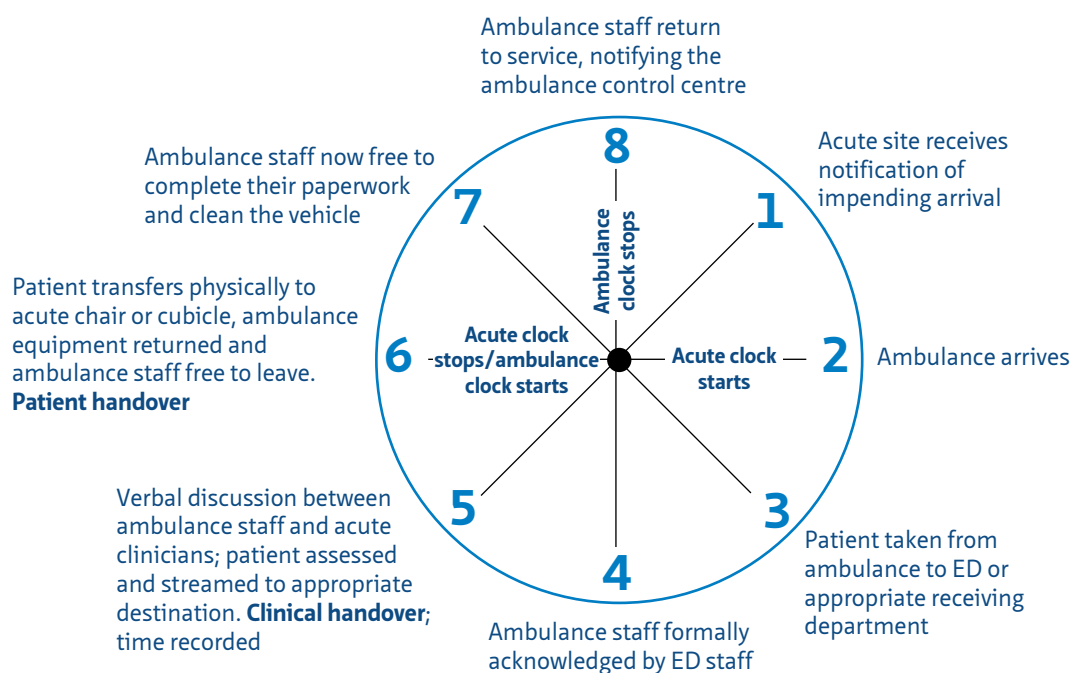 Ambulance staff return
to service, notifying the
ambulance control centre
8
Ambulance
clock stops
Acute site receives
notification of
impending arrival
1
Acute clock
starts
2
Ambulance arrives
3
Patient taken from
ambulance to ED or
appropriate receiving
department
4
Ambulance staff formally
acknowledged by ED staff
5
Verbal discussion between
ambulance staff and acute
clinicians; patient assessed
and streamed to appropriate
destination. Clinical handover;
time recorded
6
Acute clock
stops/ambulance
clock starts
Patient transfers physically to
acute chair or cubicle, ambulance
equipment returned and
ambulance staff free to leave.
Patient handover
7
Ambulance staff now free to
complete their paperwork
and clean the vehicle